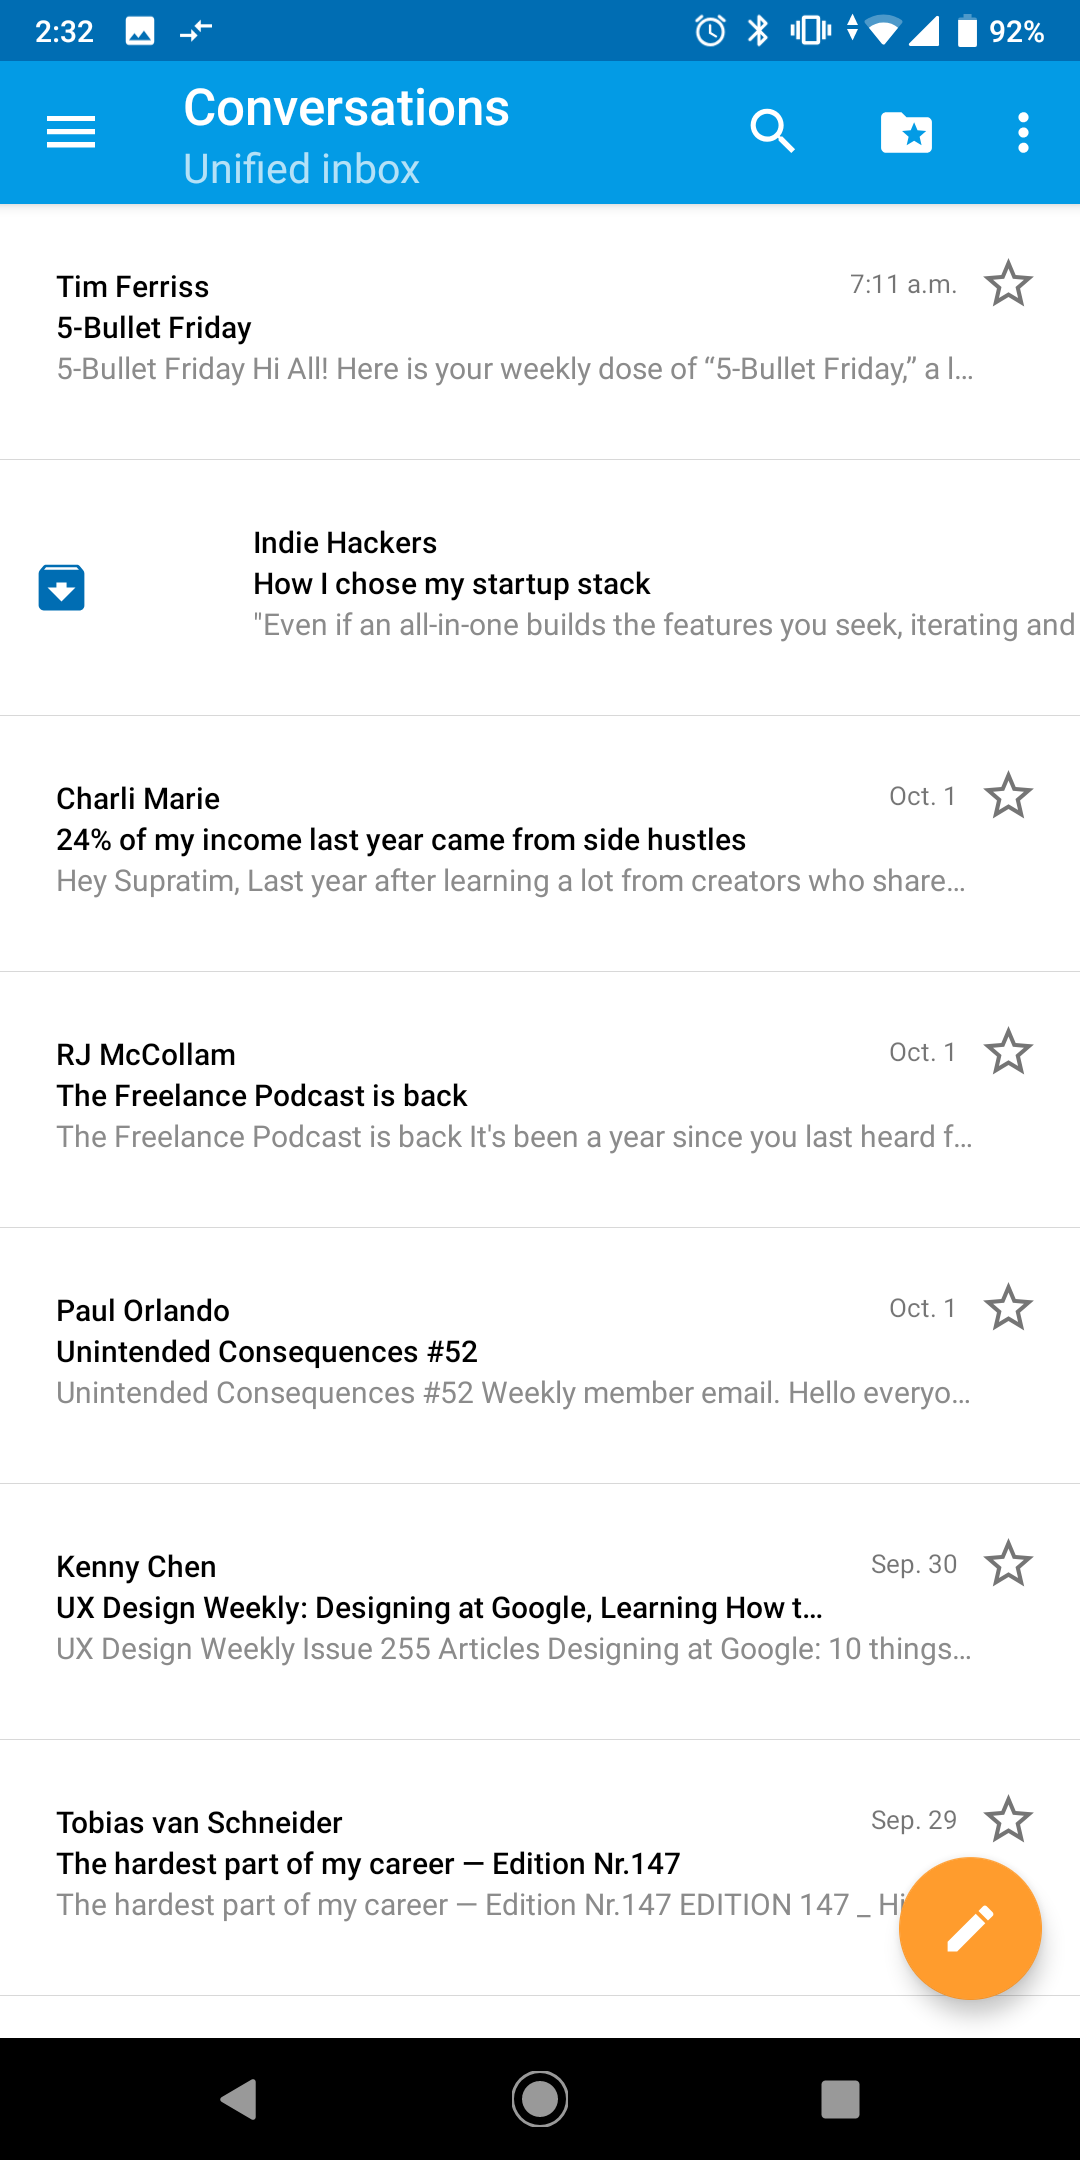 2:32
92%
Conversations
Unified inbox
Tim Ferriss
7:11 a.m.
5-Bullet Friday
5-Bullet Friday Hi All! Here is your weekly dose of “5-Bullet Friday,” a l...
Indie Hackers
How I chose my startup stack
"Even if an all-in-one builds the features you seek, iterating and
Charli Marie
Oct. 1
24% of my income last year came from side hustles
Hey Supratim, Last year after learning a lot from creators who share...
RJ McCollam
Oct. 1
The Freelance Podcast is back
The Freelance Podcast is back It's been a year since you last heard f...
Paul Orlando
Oct. 1
Unintended Consequences #52
Unintended Consequences #52 Weekly member email. Hello everyo...
Kenny Chen
Sep. 30
UX Design Weekly: Designing at Google, Learning How t...
UX Design Weekly Issue 255 Articles Designing at Google: 10 things...
Tobias van Schneider
Sep. 29
The hardest part of my career — Edition Nr.147
The hardest part of my career — Edition Nr.147 EDITION 147 _ Hi